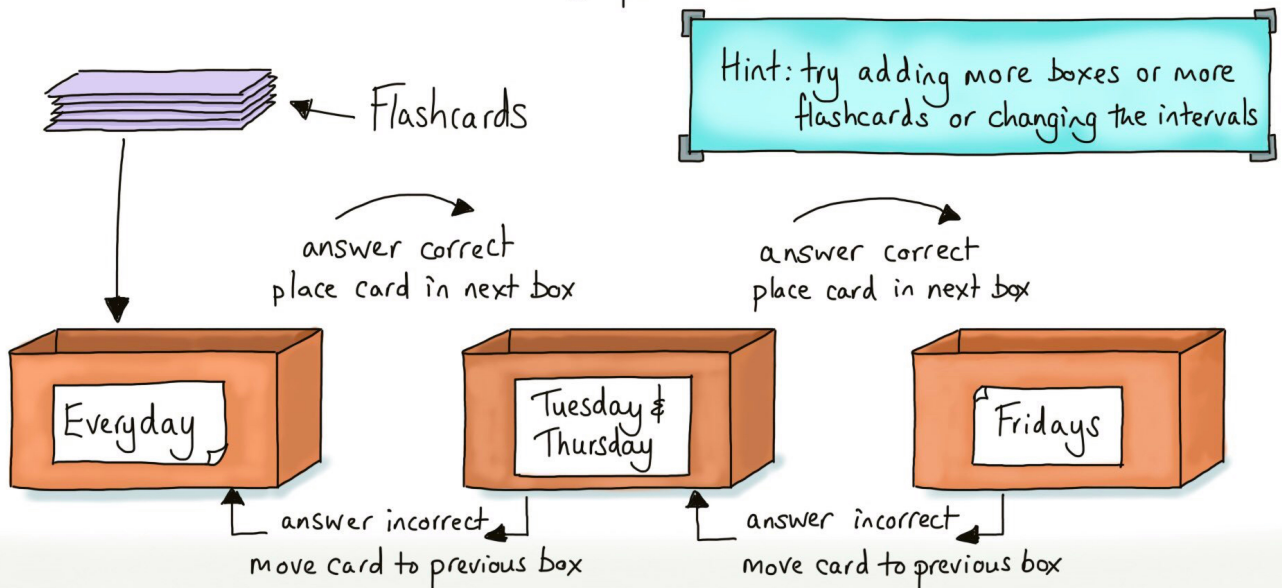 Hint: try adding more boxes or more
flashcards or changing the intervals
Flashcards
answer correct
place card in next box
answer correct
place card in next box
Everyday
Tuesday &
Thursday
Fridays
answer incorrect
move card to previous box
answer incorrect
move card to previous box